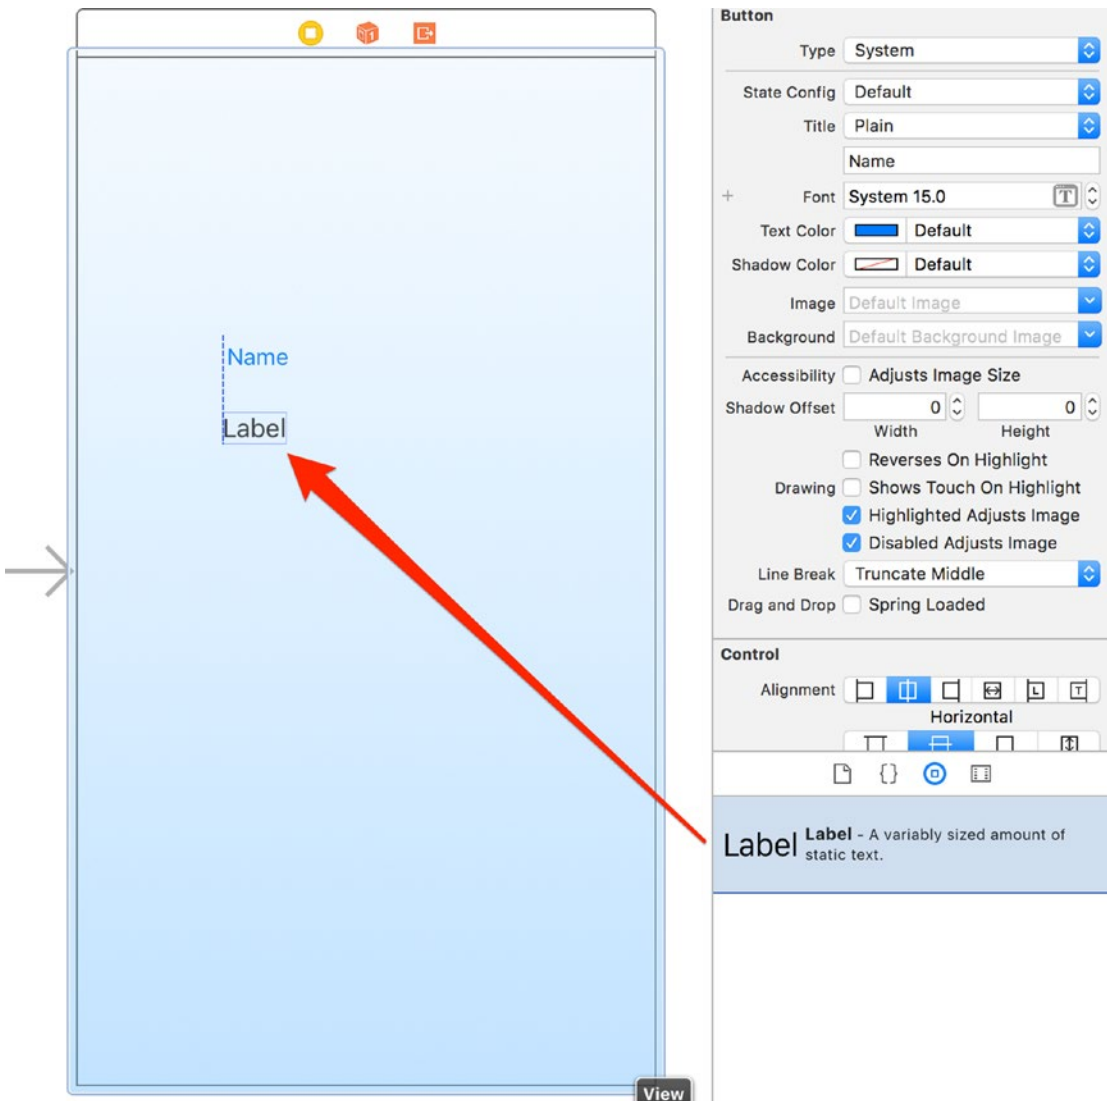 Button
Type System
State Config Default
Title Plain
Name
Font System 15.0 T
Text Color Default
Shadow Color Default
Image Default Image
Background Default Background Image
Accessibility Adjusts Image Size
Shadow Offset 0 0
Width Height
Reverses On Highlight
Drawing Shows Touch On Highlight
Highlighted Adjusts Image
Disabled Adjusts Image
Line Break Truncate Middle
Drag and Drop Spring Loaded
Control
Alignment L T
Horizontal
{}
Label Label - A variably sized amount of
static text.
1
Name
Label
View